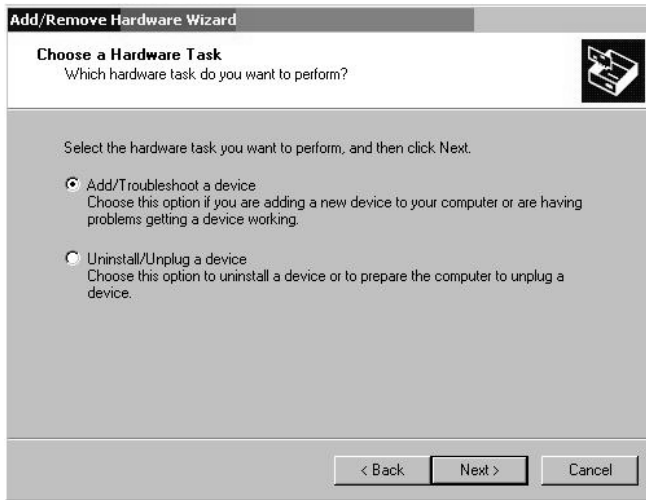 Add/Remove Hardware Wizard
Choose a Hardware Task
Which hardware task do you want to perform?
Select the hardware task you want to perform, and then click Next.
Add/Troubleshoot a device
Choose this option if you are adding a new device to your computer or are having
problems getting a device working.
Uninstall/Unplug a device
Choose this option to uninstall a device or to prepare the computer to unplug a
device.
< Back
Next >
Cancel